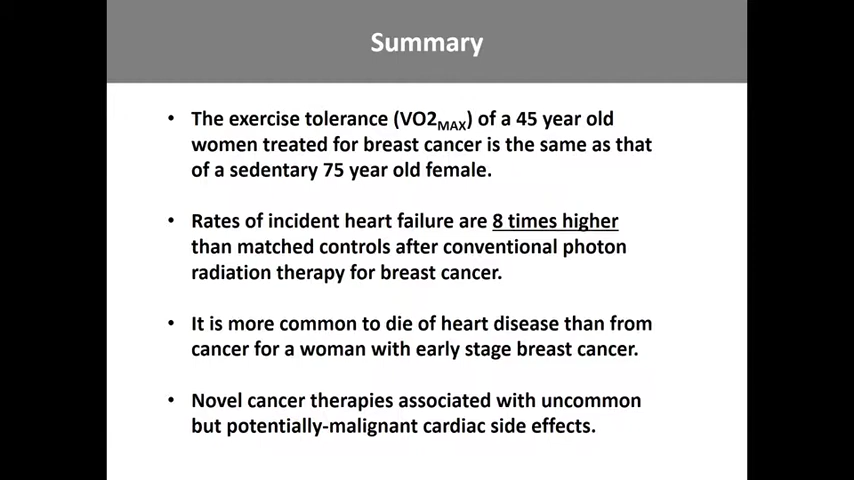 Summary
• The exercise tolerance (VO2MAX) of a 45 year old
women treated for breast cancer is the same as that
of a sedentary 75 year old female.
• Rates of incident heart failure are 8 times higher
than matched controls after conventional photon
radiation therapy for breast cancer.
• It is more common to die of heart disease than from
cancer for a woman with early stage breast cancer.
• Novel cancer therapies associated with uncommon
but potentially-malignant cardiac side effects.